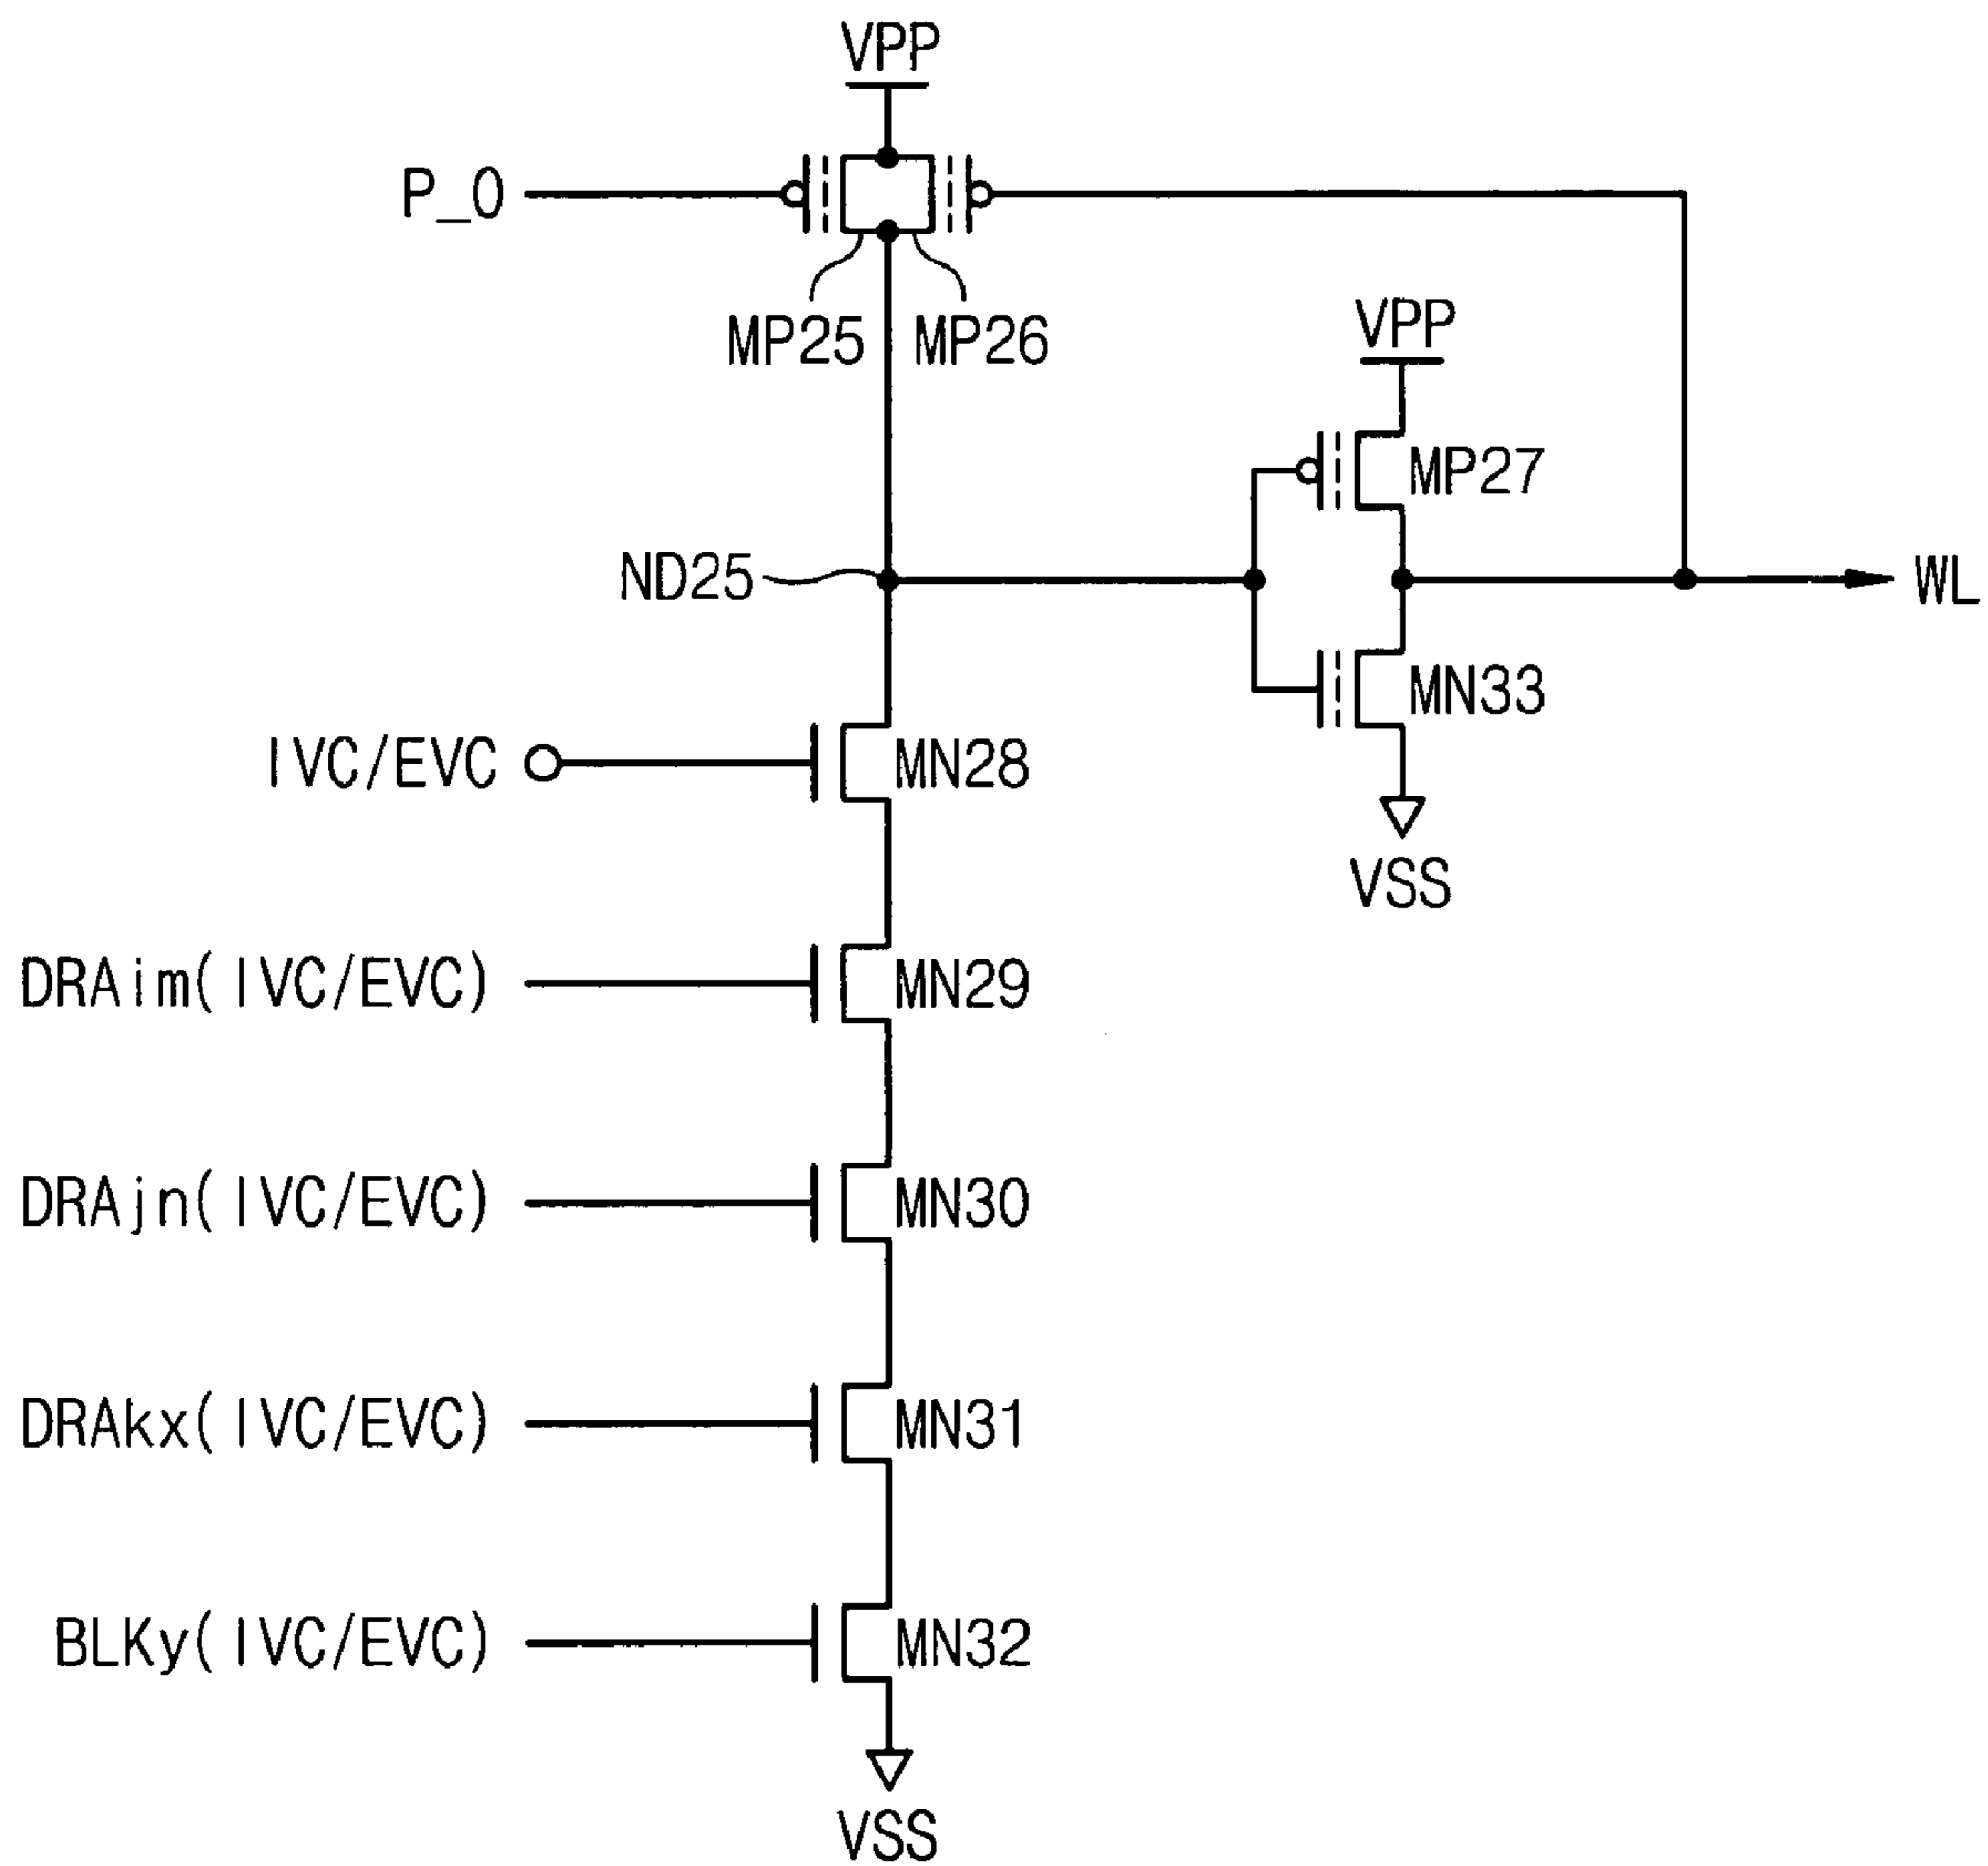 VPP
P_0
MP25
MP26
VPP
MP27
ND25
WL
MN33
IVC/EVC
MN28
VSS
DRAim(IVC/EVC)
MN29
DRAjn(IVC/EVC)
MN30
DRAkx(IVC/EVC)
MN31
BLKy(IVC/EVC)
MN32
VSS